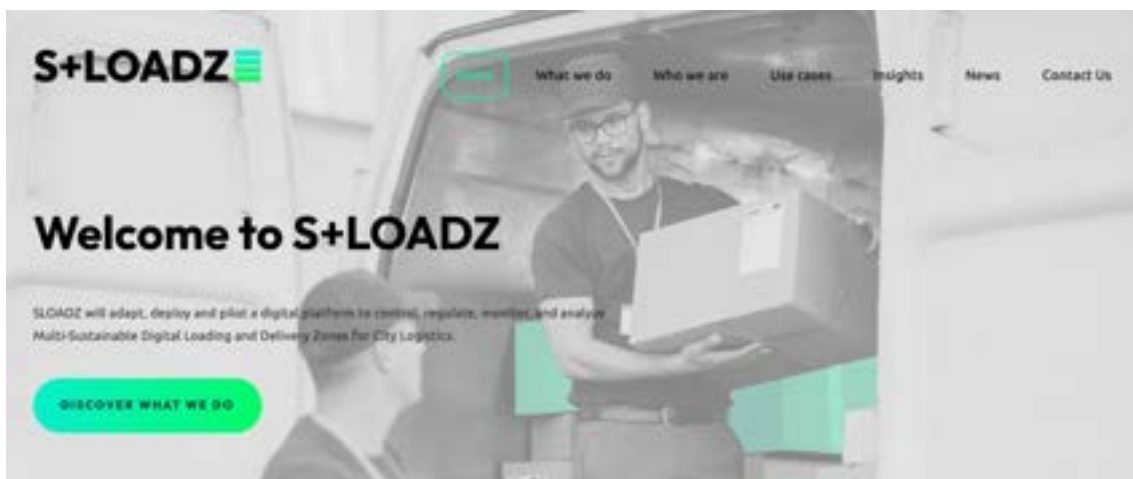 S+LOADZ
Home What we do Who we are Use cases Insights News Contact Us
Welcome to S+LOADZ
SLOADZ will adapt, deploy and pilot a digital platform to control, regulate, monitor, and analyse
Multi-Sustainable Digital Loading and Delivery Zones for City Logistics.
DISCOVER WHAT WE DO